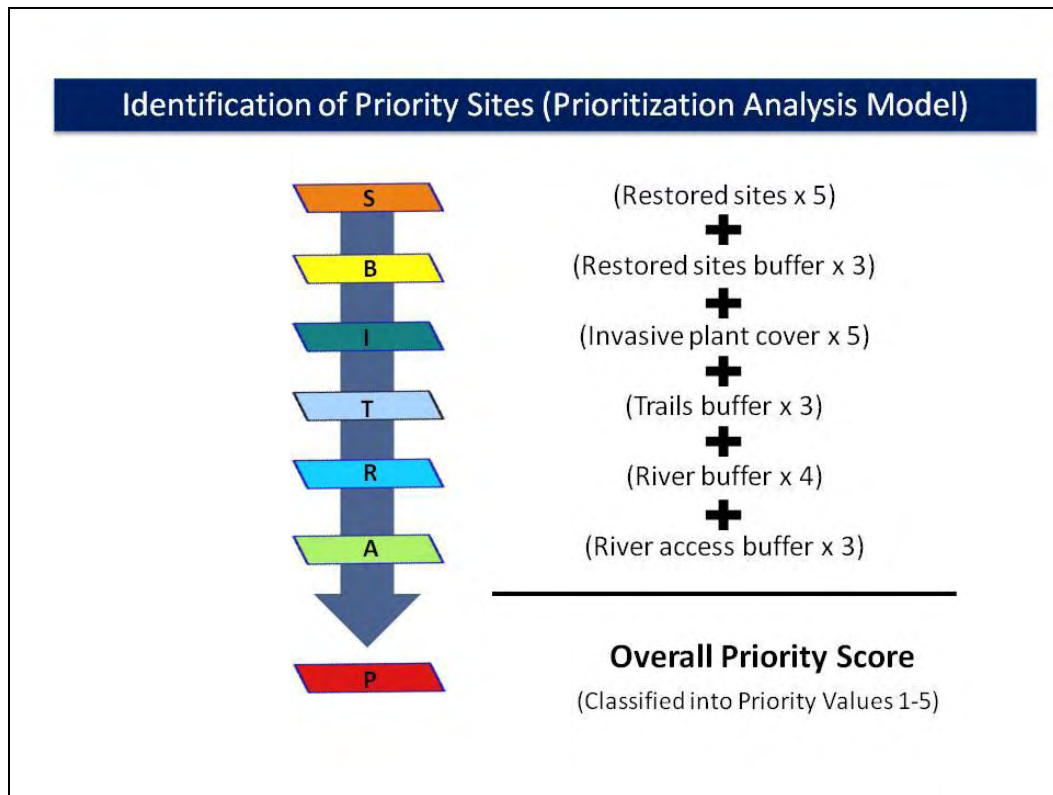 Identification of Priority Sites (Prioritization Analysis Model)
S
(Restored sites x 5)
+
B
(Restored sites buffer x 3)
+
I
(Invasive plant cover x 5)
+
T
(Trails buffer x 3)
+
R
(River buffer x 4)
+
A
(River access buffer x 3)
P
Overall Priority Score
(Classified into Priority Values 1-5)